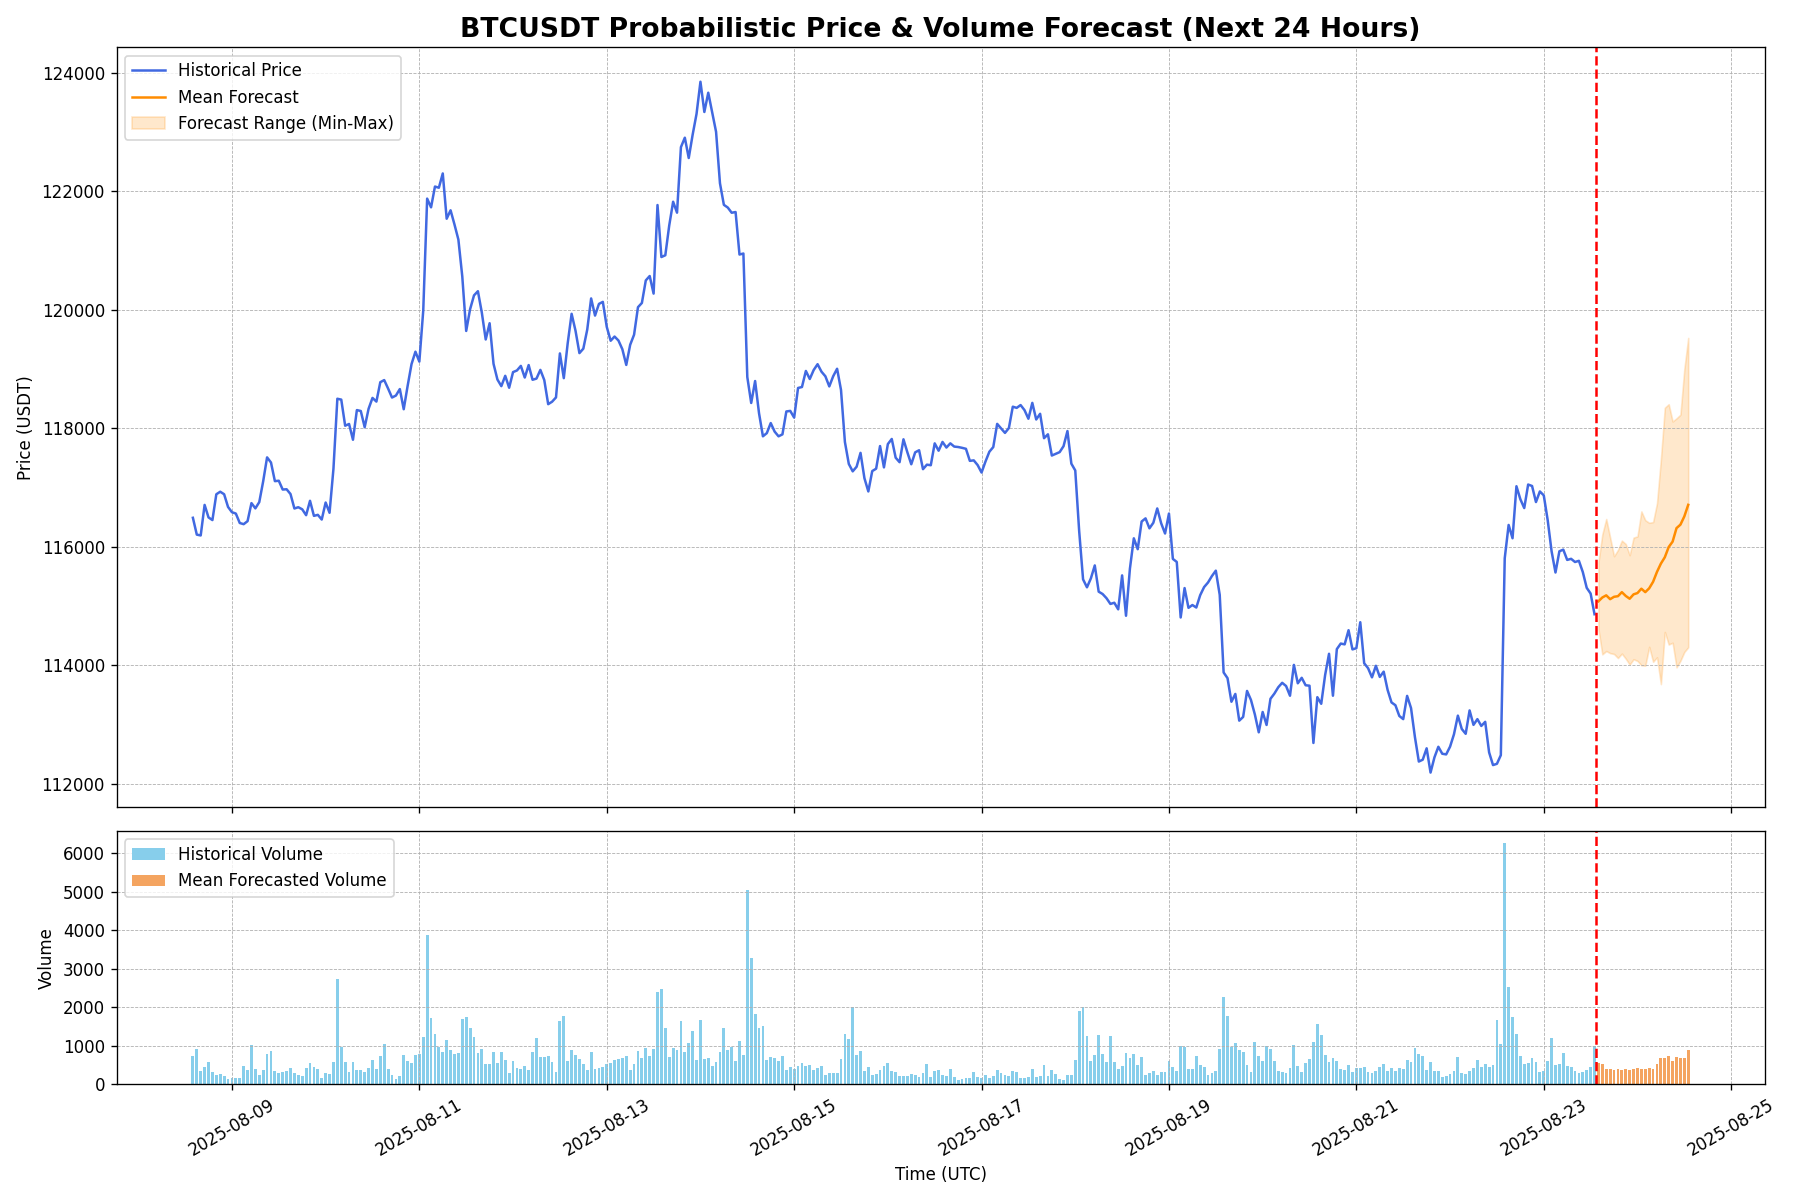 BTCUSDT Probabilistic Price & Volume Forecast (Next 24 Hours)
Historical Price
Mean Forecast
Forecast Range (Min-Max)
Price (USDT)
124000
122000
120000
118000
116000
114000
112000
Historical Volume
Mean Forecasted Volume
Volume
6000
5000
4000
3000
2000
1000
0
2025-08-09
2025-08-11
2025-08-13
2025-08-15
2025-08-17
2025-08-19
2025-08-21
2025-08-23
2025-08-25
Time (UTC)